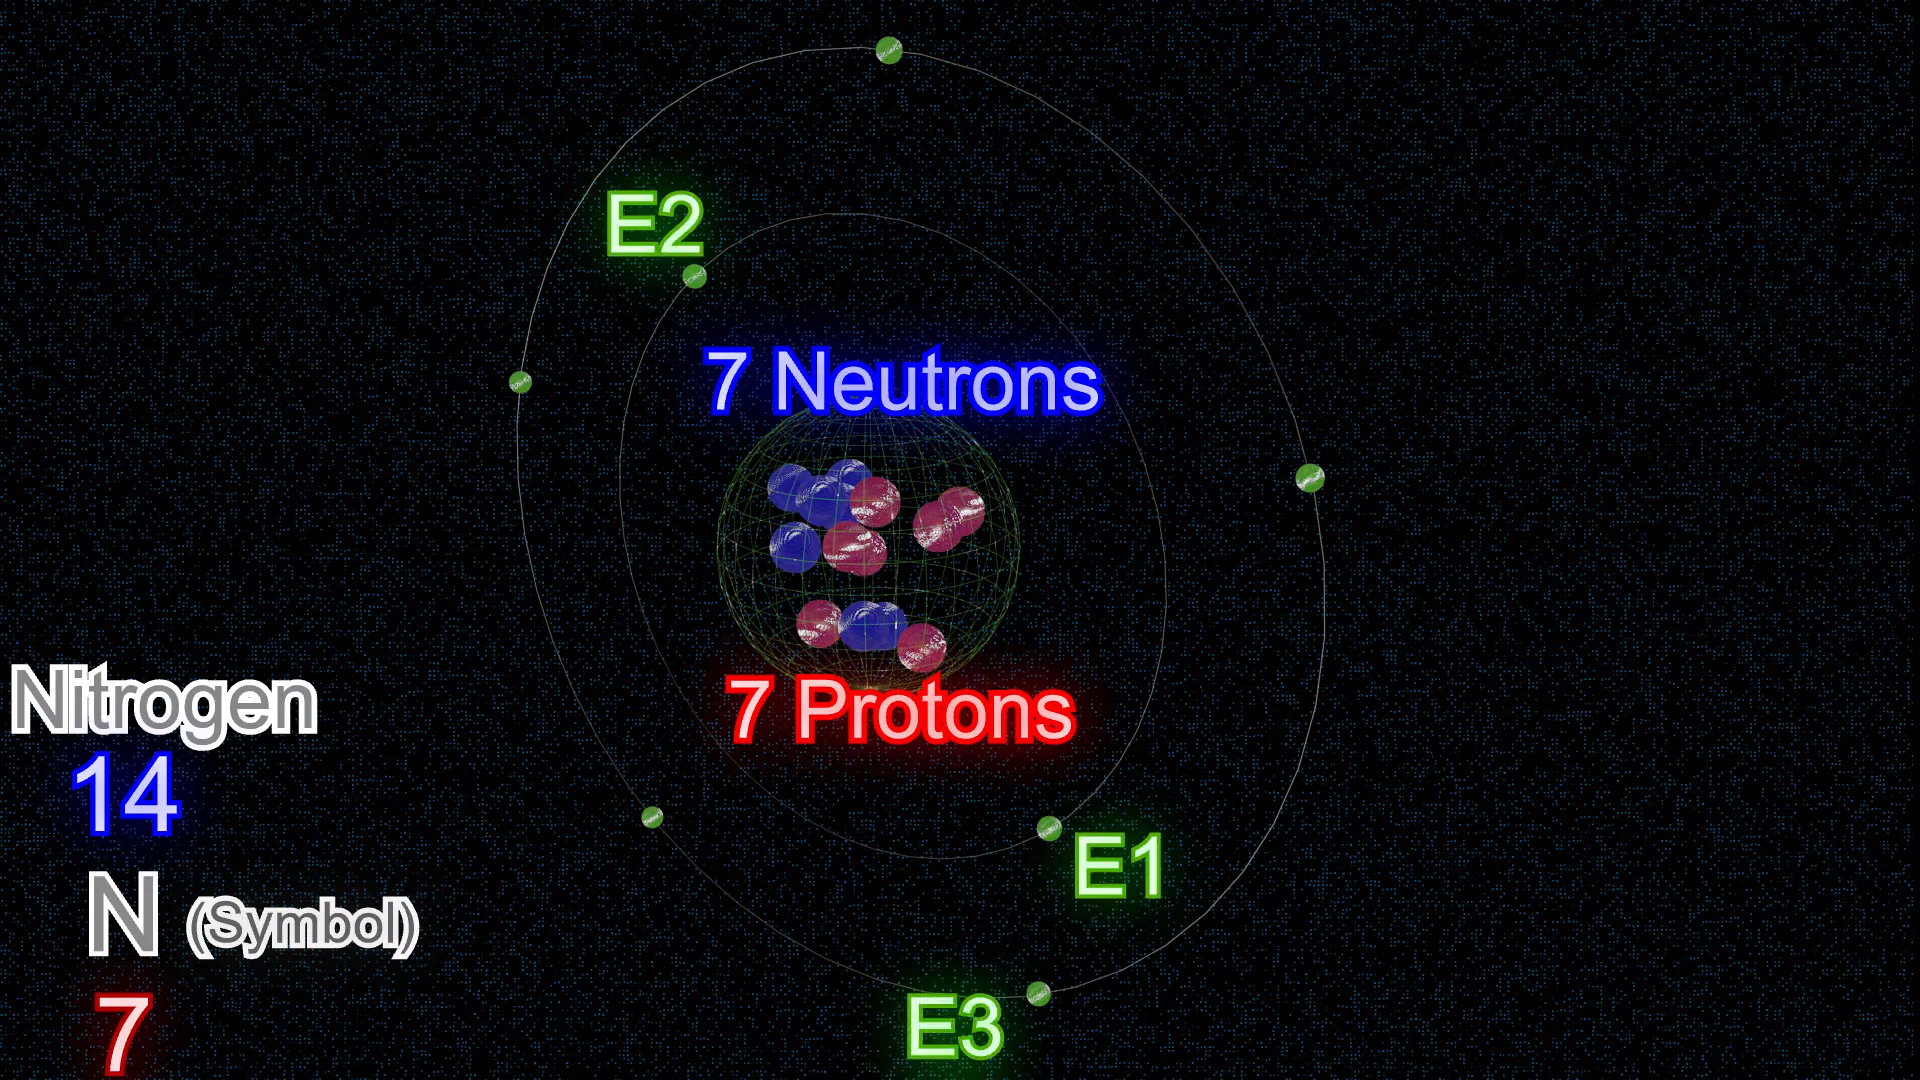 E2
7 Neutrons
7 Protons
Nitrogen
14
E1
N (Symbol)
7
E3